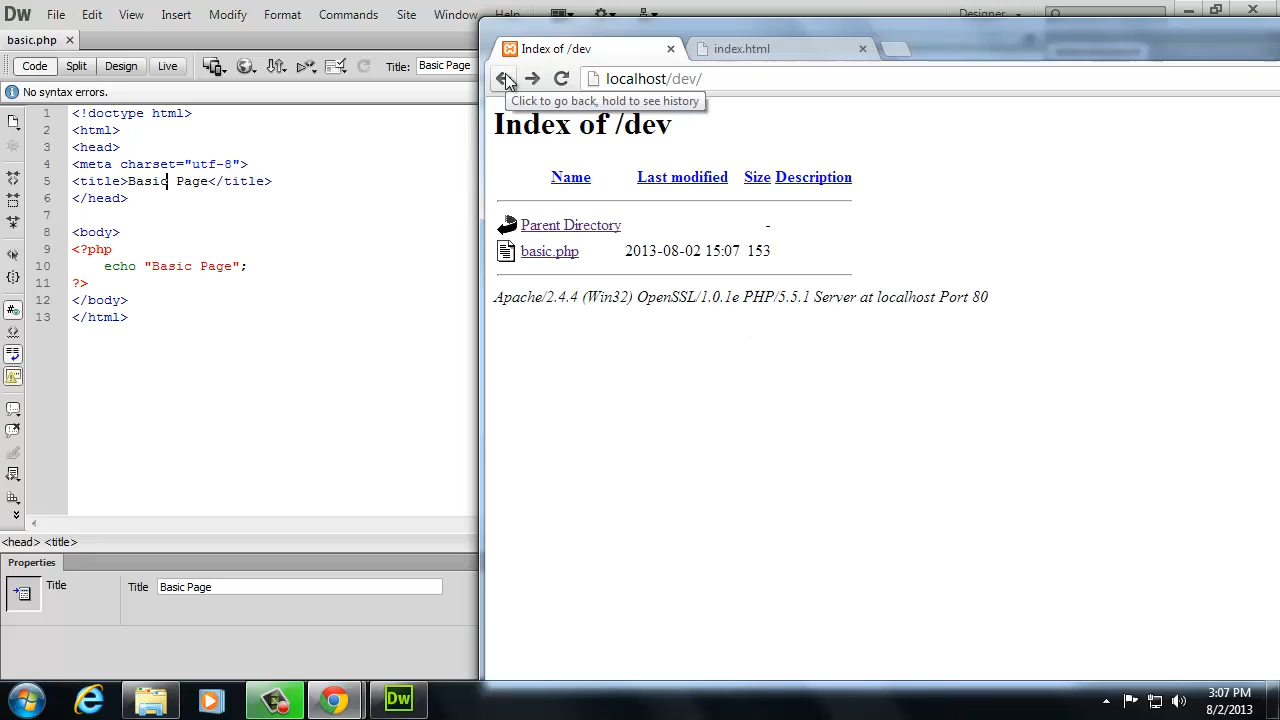 Dw File Edit View Insert Modify Format Commands Site Window Help Designer
basic.php ×
Code Split Design Live Title: Basic Page
No syntax errors.
1 <!doctype html>
2 <html>
3 <head>
4 <meta charset="utf-8">
5 <title>Basic Page</title>
6 </head>
7
8 <body>
9 <?php
10 echo "Basic Page";
11 ?>
12 </body>
13 </html>
<head> <title>
Properties
Title Title Basic Page
Index of /dev ×
index.html ×
localhost/dev/
Click to go back, hold to see history
Index of /dev
Name Last modified Size Description
Parent Directory -
basic.php 2013-08-02 15:07 153
Apache/2.4.4 (Win32) OpenSSL/1.0.1e PHP/5.5.1 Server at localhost Port 80
Dw
3:07 PM
8/2/2013